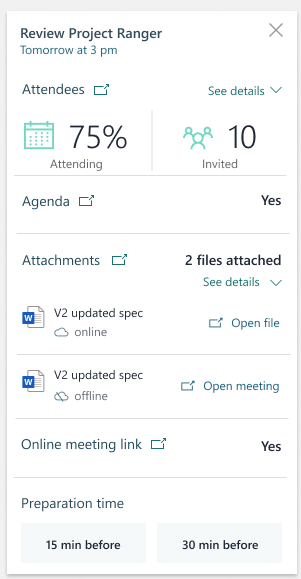 Review Project Ranger
Tomorrow at 3 pm
Attendees
See details
75%
Attending
10
Invited
Agenda
Yes
Attachments
2 files attached
See details
W
V2 updated spec
online
Open file
W
V2 updated spec
offline
Open meeting
Online meeting link
Yes
Preparation time
15 min before
30 min before